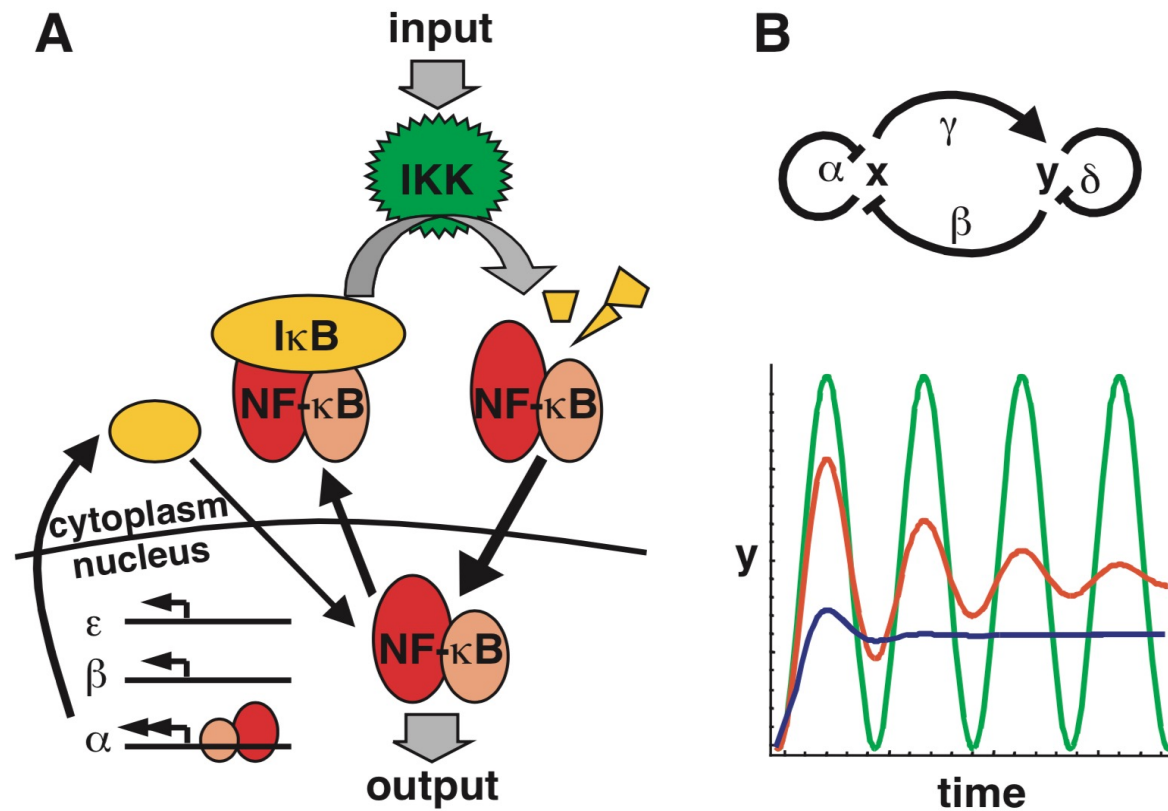 A
input
IKK
IκB
NF-κB
NF-κB
cytoplasm
nucleus
ε
β
α
NF-κB
output
B
γ
α
x
y
δ
β
y
time